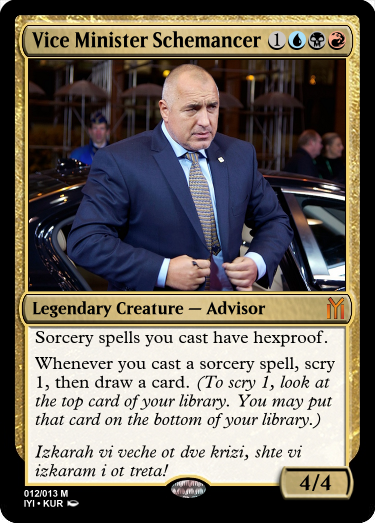 Vice Minister Schemancer 1
Legendary Creature — Advisor
Sorcery spells you cast have hexproof.
Whenever you cast a sorcery spell, scry
1, then draw a card. (To scry 1, look at
the top card of your library. You may put
that card on the bottom of your library.)
Izkarah vi veche ot dve krizi, shte vi
izkaram i ot treta!
4/4
012/013 M
IYI • KUR